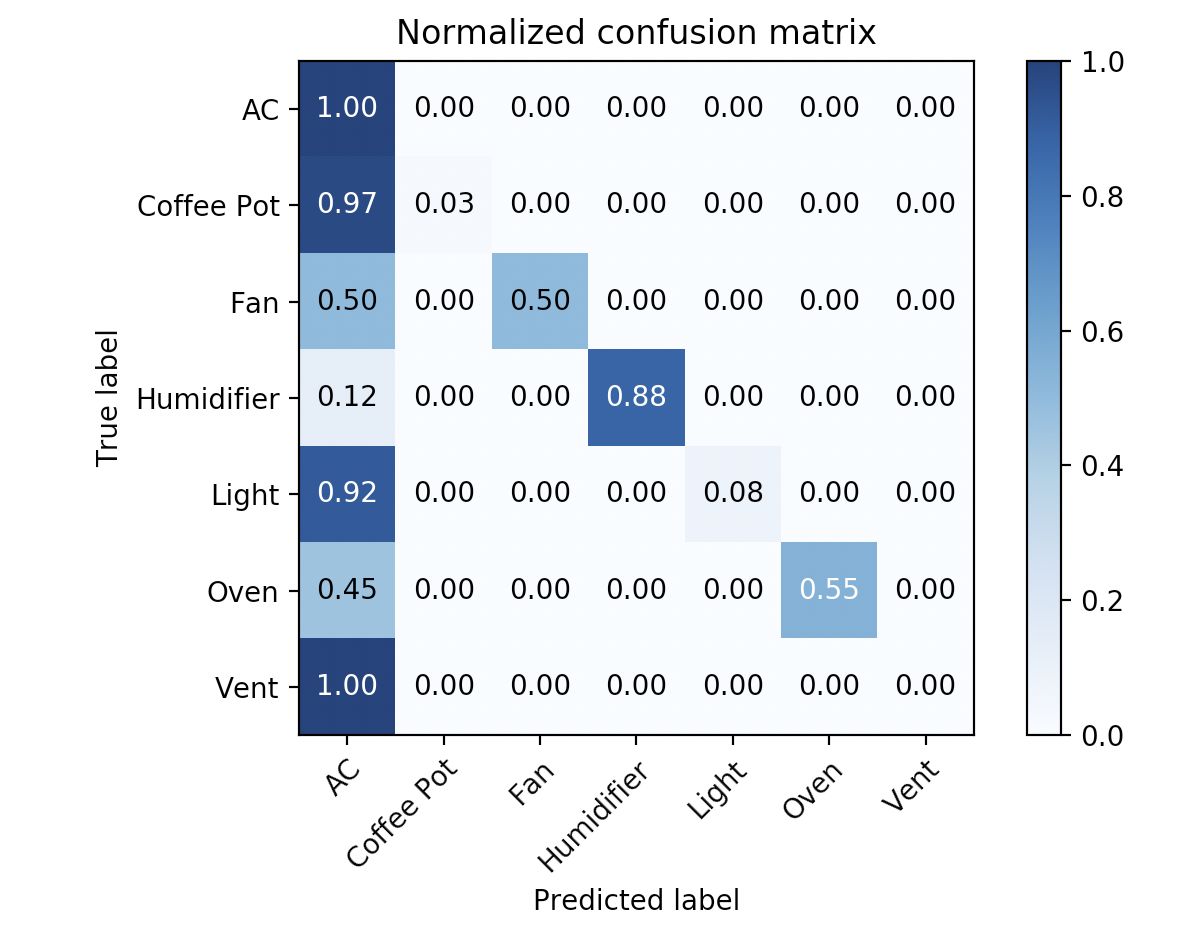 Normalized confusion matrix
AC 1.00 0.00 0.00 0.00 0.00 0.00 0.00
Coffee Pot 0.97 0.03 0.00 0.00 0.00 0.00 0.00
Fan 0.50 0.00 0.50 0.00 0.00 0.00 0.00
Humidifier 0.12 0.00 0.00 0.88 0.00 0.00 0.00
Light 0.92 0.00 0.00 0.00 0.08 0.00 0.00
Oven 0.45 0.00 0.00 0.00 0.00 0.55 0.00
Vent 1.00 0.00 0.00 0.00 0.00 0.00 0.00
True label
AC Coffee Pot Fan Humidifier Light Oven Vent
Predicted label
1.0
0.8
0.6
0.4
0.2
0.0